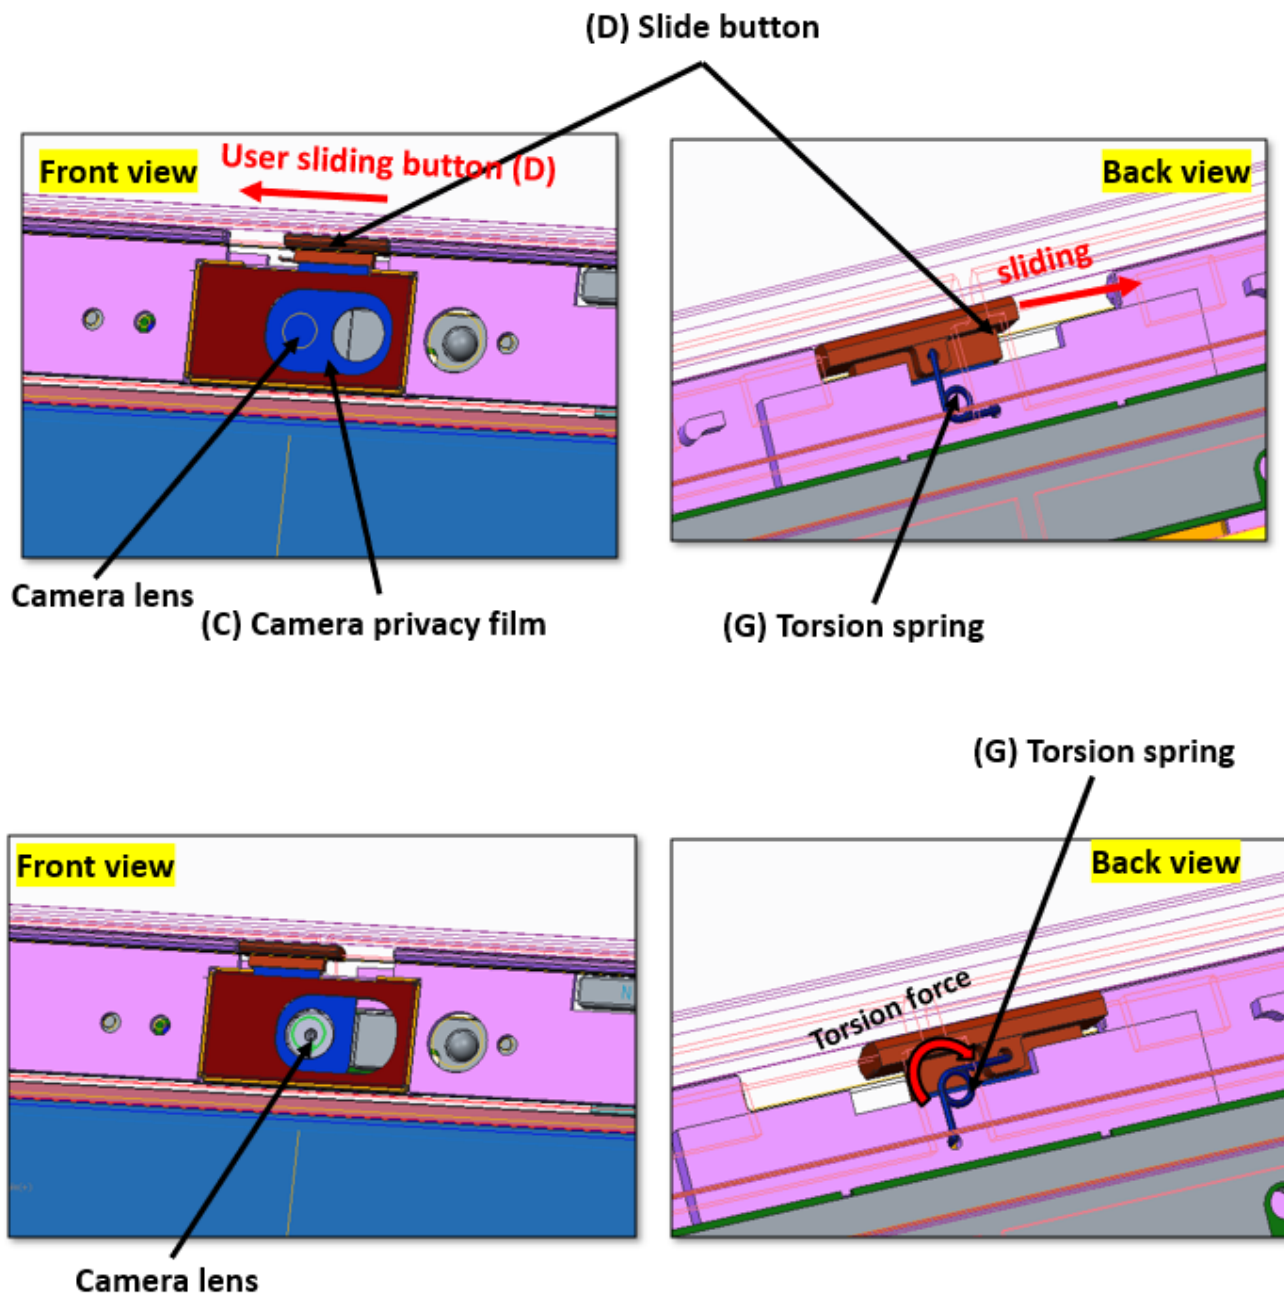 (D) Slide button
Front view
User sliding button (D)
Back view
sliding
Camera lens
(C) Camera privacy film
(G) Torsion spring
(G) Torsion spring
Front view
Back view
Torsion force
N
Camera lens